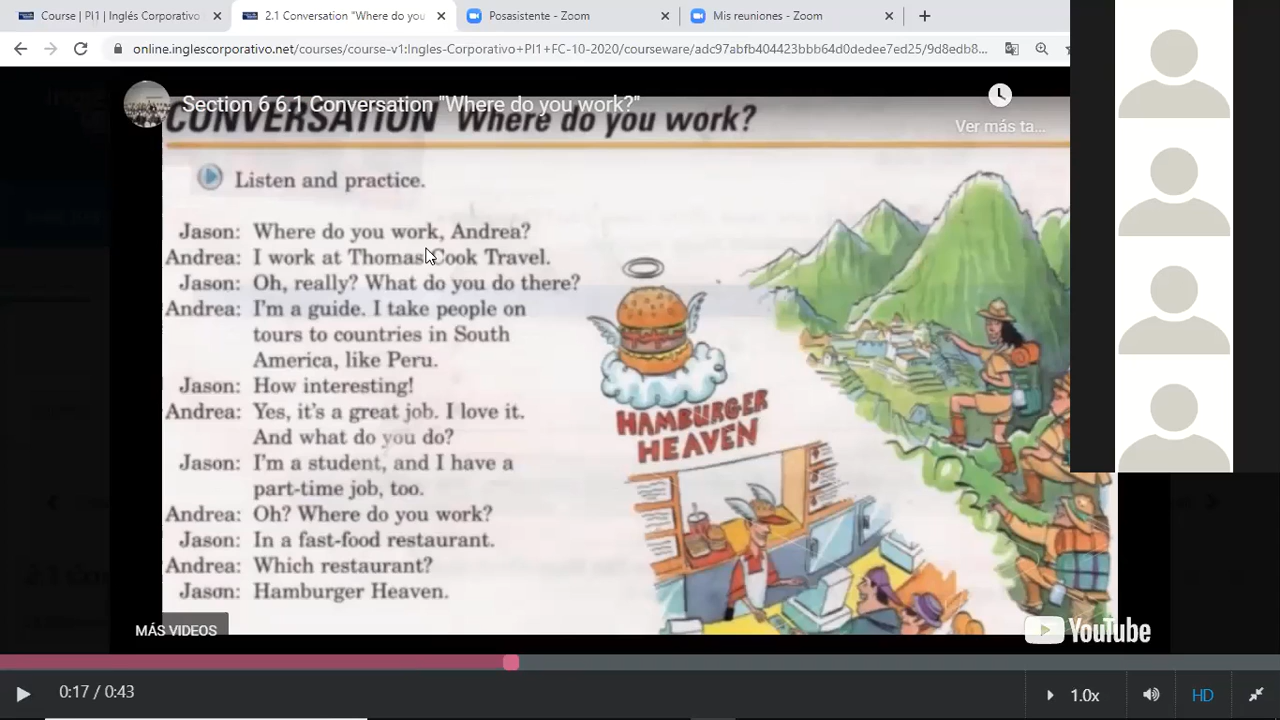 Course | PI1 | Inglés Corporativo
2.1 Conversation "Where do you
Posasistente - Zoom
Mis reuniones - Zoom
online.inglescorporativo.net/courses/course-v1:Ingles-Corporativo+PI1+FC-10-2020/courseware/adc97abfb404423bbb64d0dedee7ed25/9d8edb8...
Section 6 6.1 Conversation "Where do you work?"
CONVERSATION Where do you work?
Ver más ta...
Listen and practice.
Jason: Where do you work, Andrea?
Andrea: I work at Thomas Cook Travel.
Jason: Oh, really? What do you do there?
Andrea: I'm a guide. I take people on
tours to countries in South
America, like Peru.
Jason: How interesting!
Andrea: Yes, it's a great job. I love it.
And what do you do?
Jason: I'm a student, and I have a
part-time job, too.
Andrea: Oh? Where do you work?
Jason: In a fast-food restaurant.
Andrea: Which restaurant?
Jason: Hamburger Heaven.
HAMBURGER
HEAVEN
MÁS VIDEOS
YouTube
0:17 / 0:43
1.0x
HD